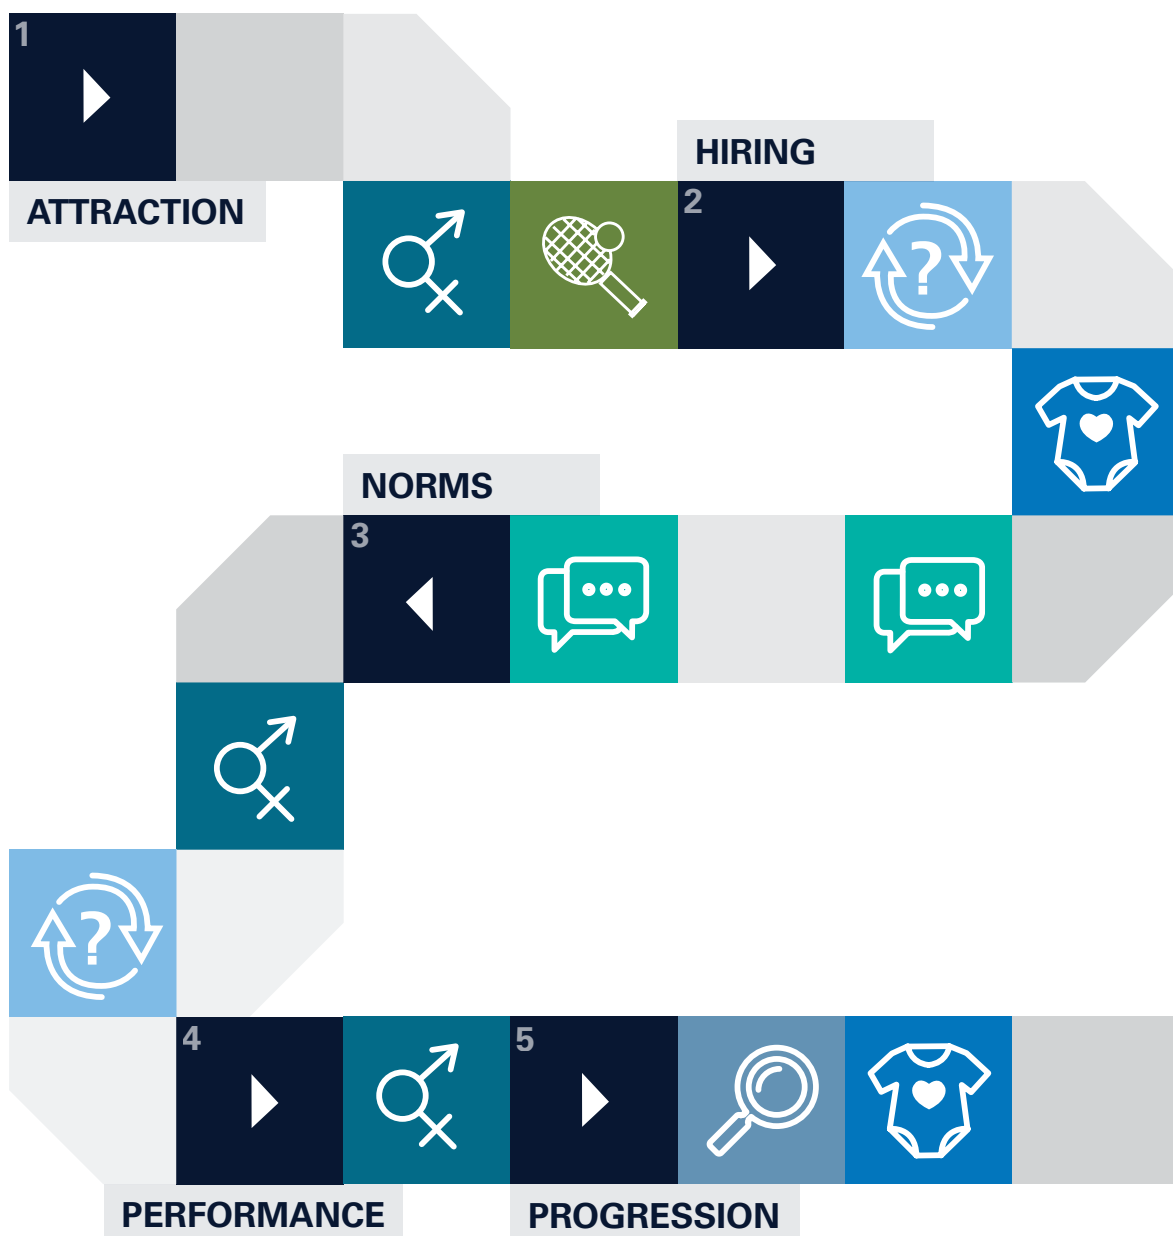 1
ATTRACTION
HIRING
2
?
NORMS
3
?
4
5
PERFORMANCE
PROGRESSION